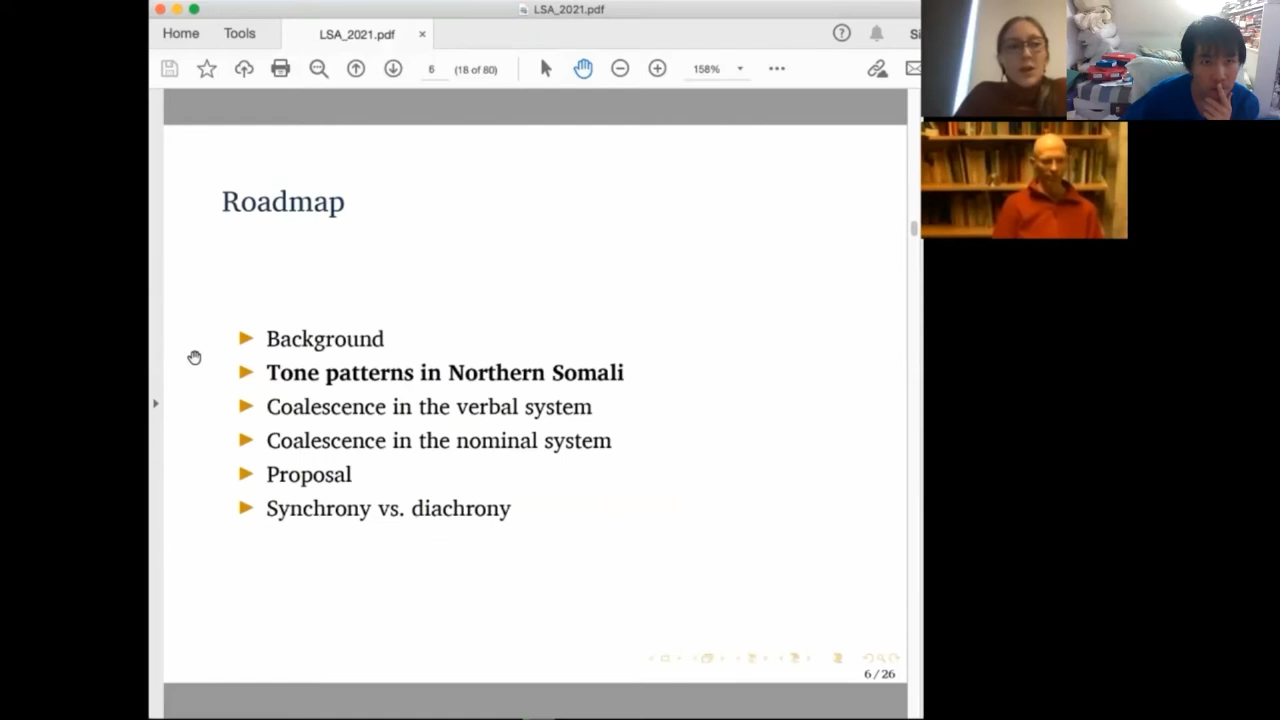 LSA_2021.pdf
Home
Tools
LSA_2021.pdf
6
(18 of 80)
158%
Roadmap
Background
Tone patterns in Northern Somali
Coalescence in the verbal system
Coalescence in the nominal system
Proposal
Synchrony vs. diachrony
6 / 26